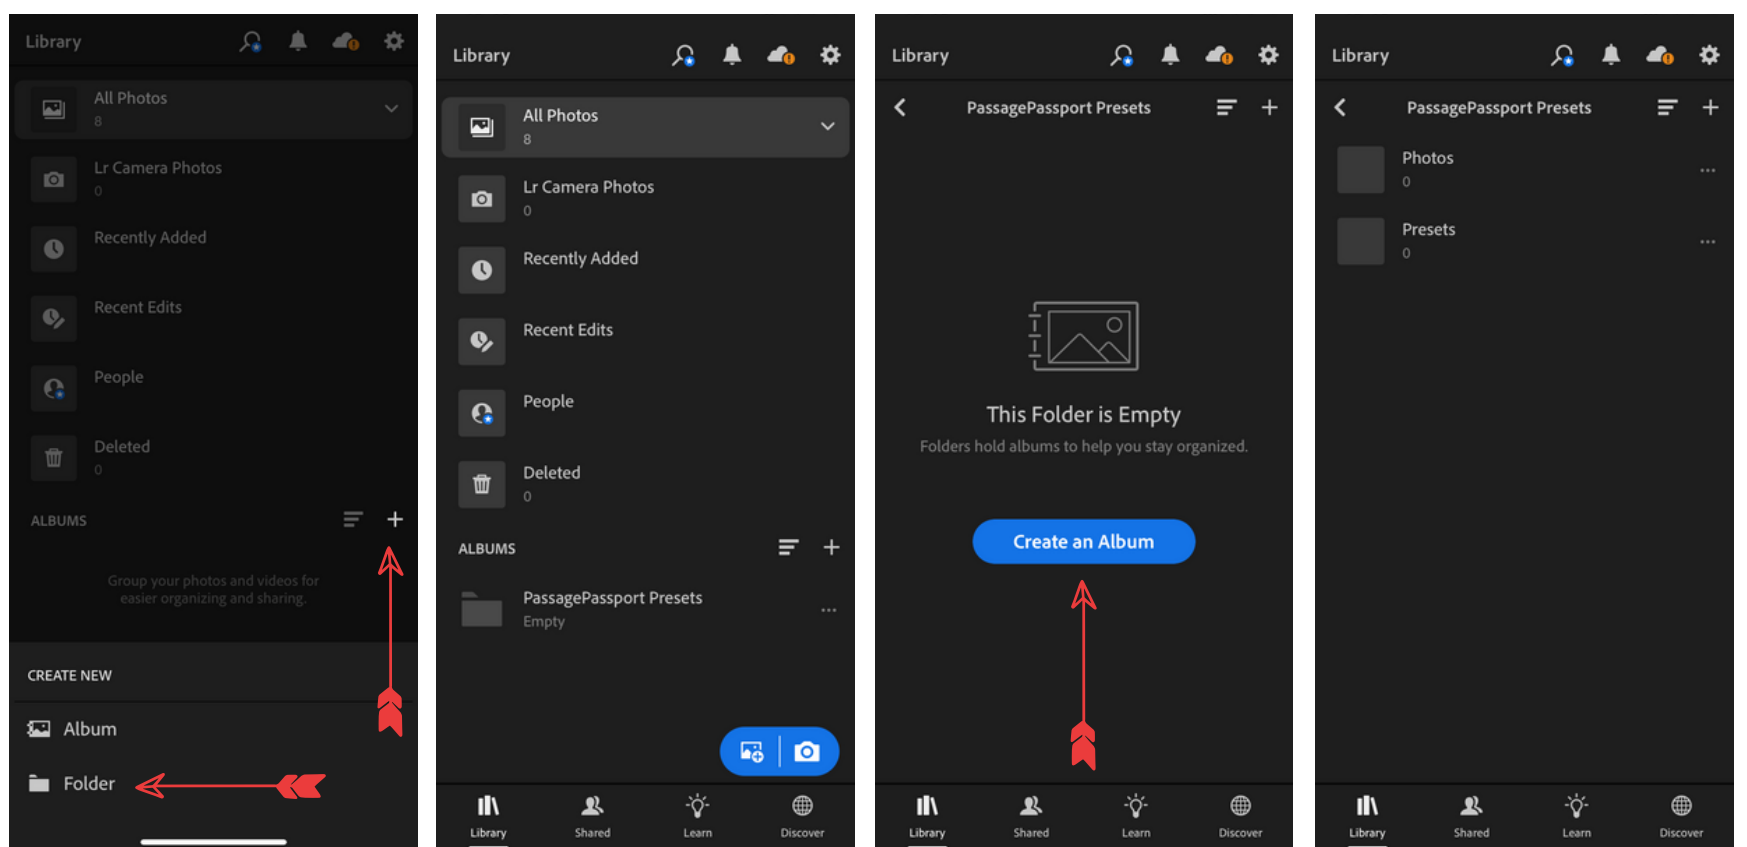 Library
All Photos
8
Lr Camera Photos
0
Recently Added
Recent Edits
People
Deleted
0
ALBUMS
Group your photos and videos for
easier organizing and sharing.
CREATE NEW
Album
Folder
Library
All Photos
8
Lr Camera Photos
0
Recently Added
Recent Edits
People
Deleted
0
ALBUMS
PassagePassport Presets
Empty
Library
Shared
Learn
Discover
Library
PassagePassport Presets
This Folder is Empty
Folders hold albums to help you stay organized.
Create an Album
Library
Shared
Learn
Discover
Library
PassagePassport Presets
Photos
0
Presets
0
Library
Shared
Learn
Discover